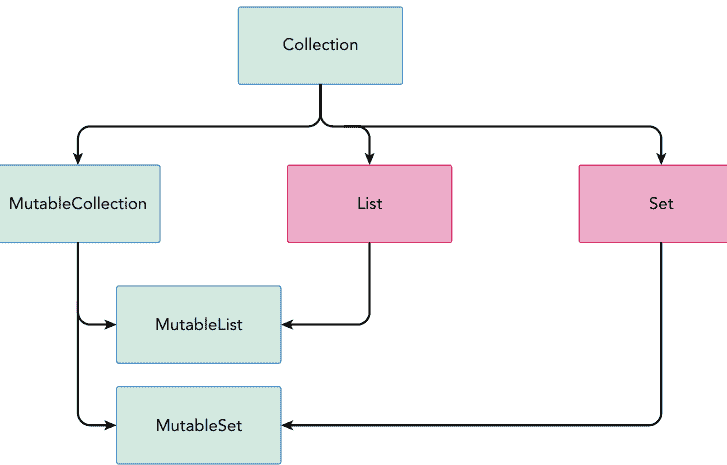 Collection
MutableCollection
List
Set
MutableList
MutableSet